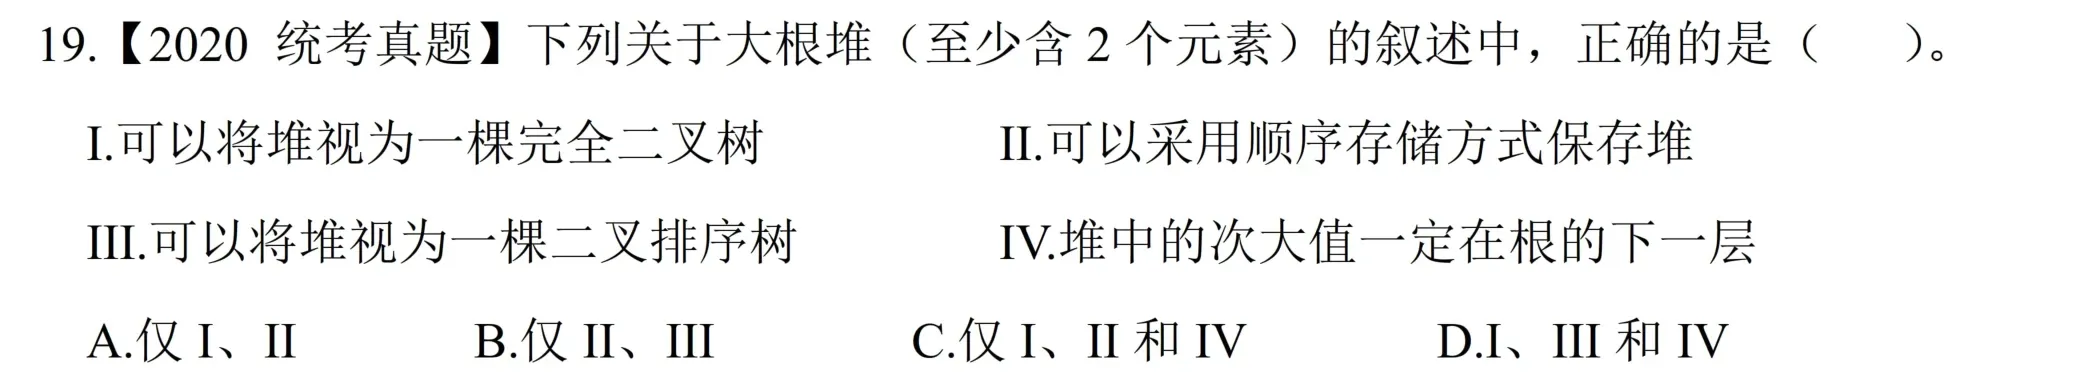 19.【2020 统考真题】下列关于大根堆（至少含 2 个元素）的叙述中，正确的是（　　）。
I.可以将堆视为一棵完全二叉树　　II.可以采用顺序存储方式保存堆
III.可以将堆视为一棵二叉排序树　　IV.堆中的次大值一定在根的下一层
A.仅 I、II　　B.仅 II、III　　C.仅 I、II 和 IV　　D.I、III 和 IV